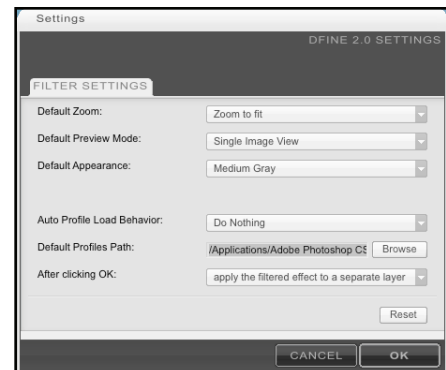 Settings
DFINE 2.0 SETTINGS
FILTER SETTINGS
Default Zoom: Zoom to fit
Default Preview Mode: Single Image View
Default Appearance: Medium Gray
Auto Profile Load Behavior: Do Nothing
Default Profiles Path: /Applications/Adobe Photoshop CS Browse
After clicking OK: apply the filtered effect to a separate layer
Reset
CANCEL OK